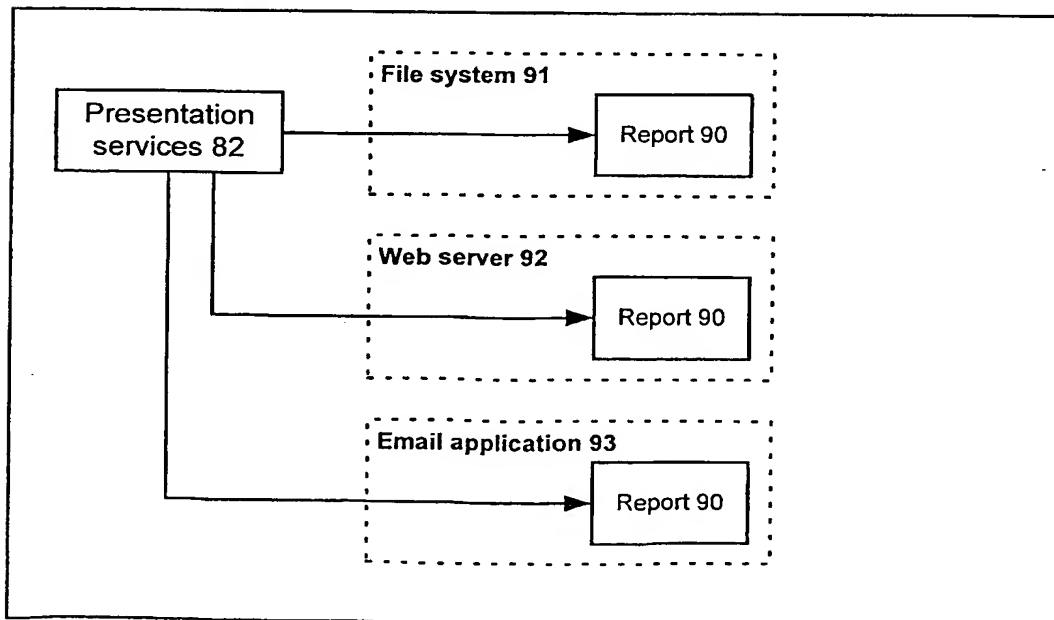 File system 91
Presentation
services 82
Report 90
Web server 92
Report 90
Email application 93
Report 90